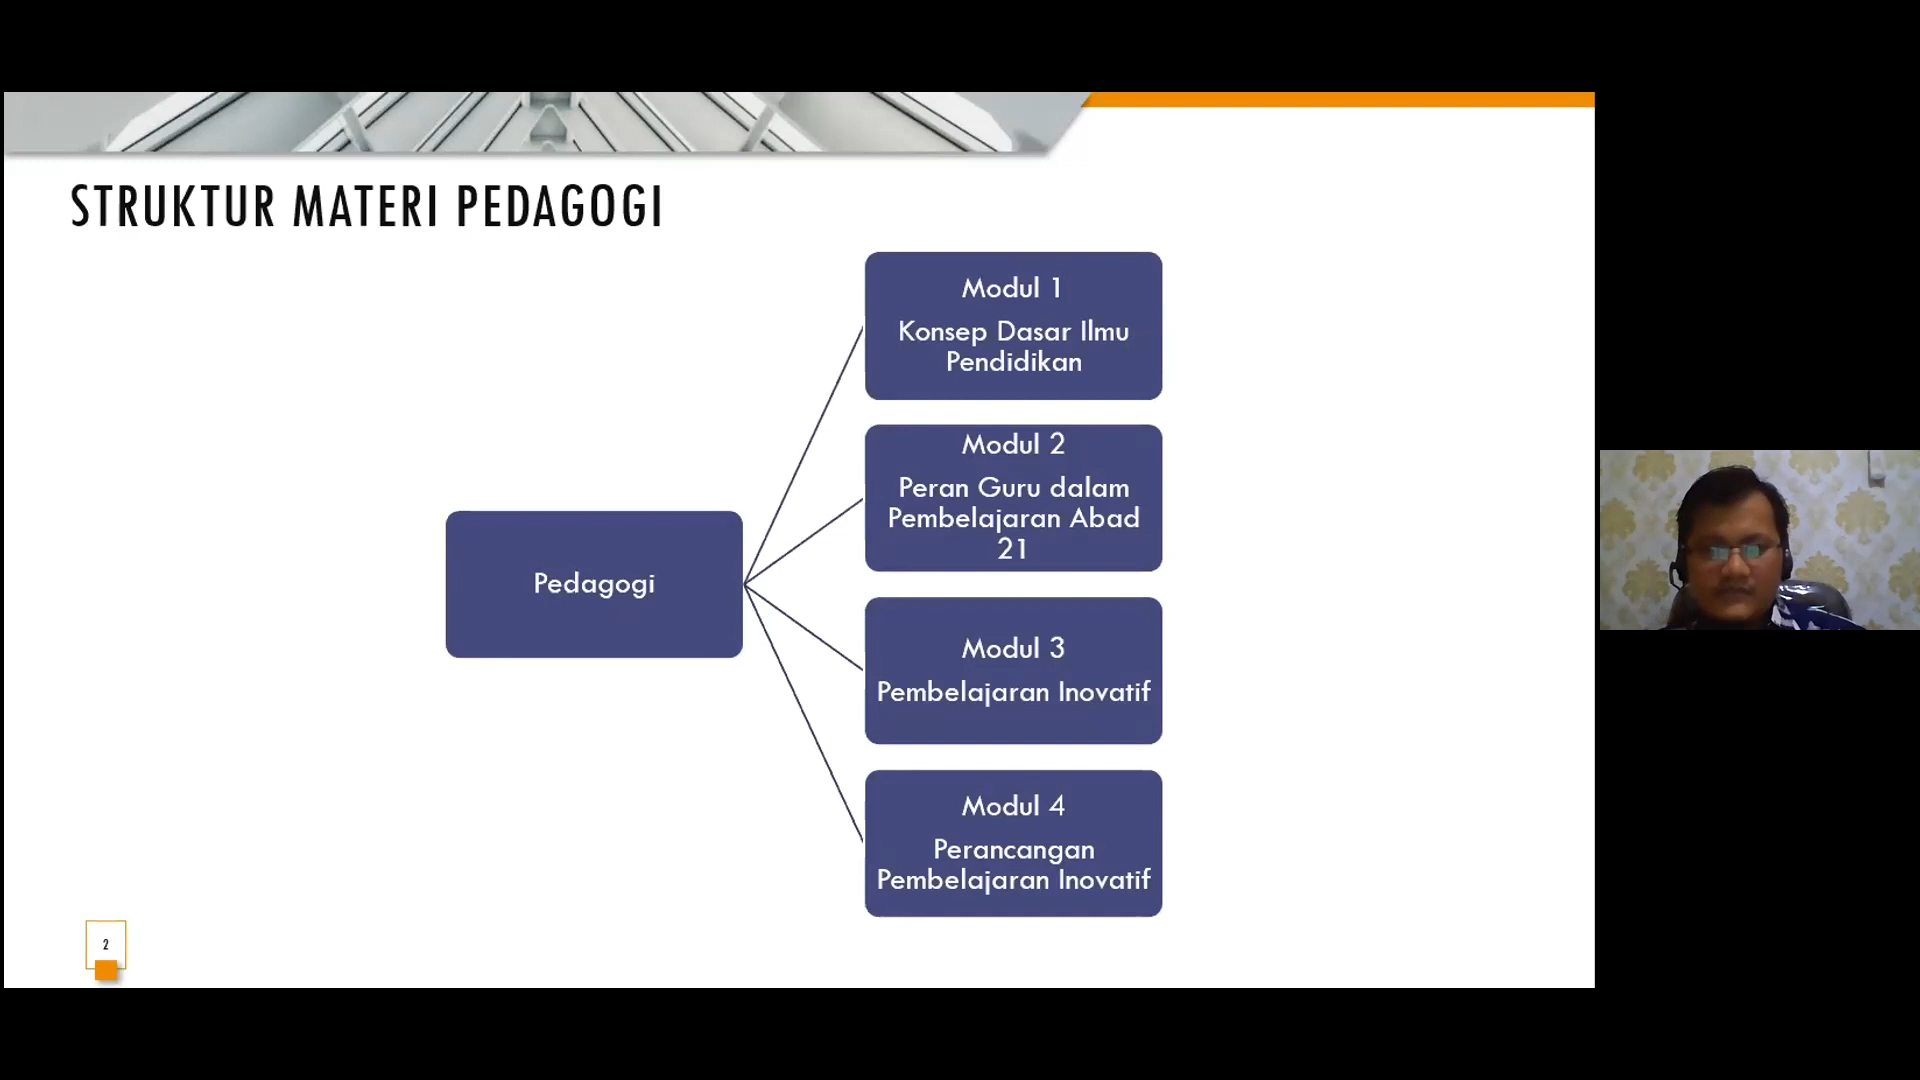 STRUKTUR MATERI PEDAGOGI
Pedagogi
Modul 1
Konsep Dasar Ilmu
Pendidikan
Modul 2
Peran Guru dalam
Pembelajaran Abad
21
Modul 3
Pembelajaran Inovatif
Modul 4
Perancangan
Pembelajaran Inovatif
2